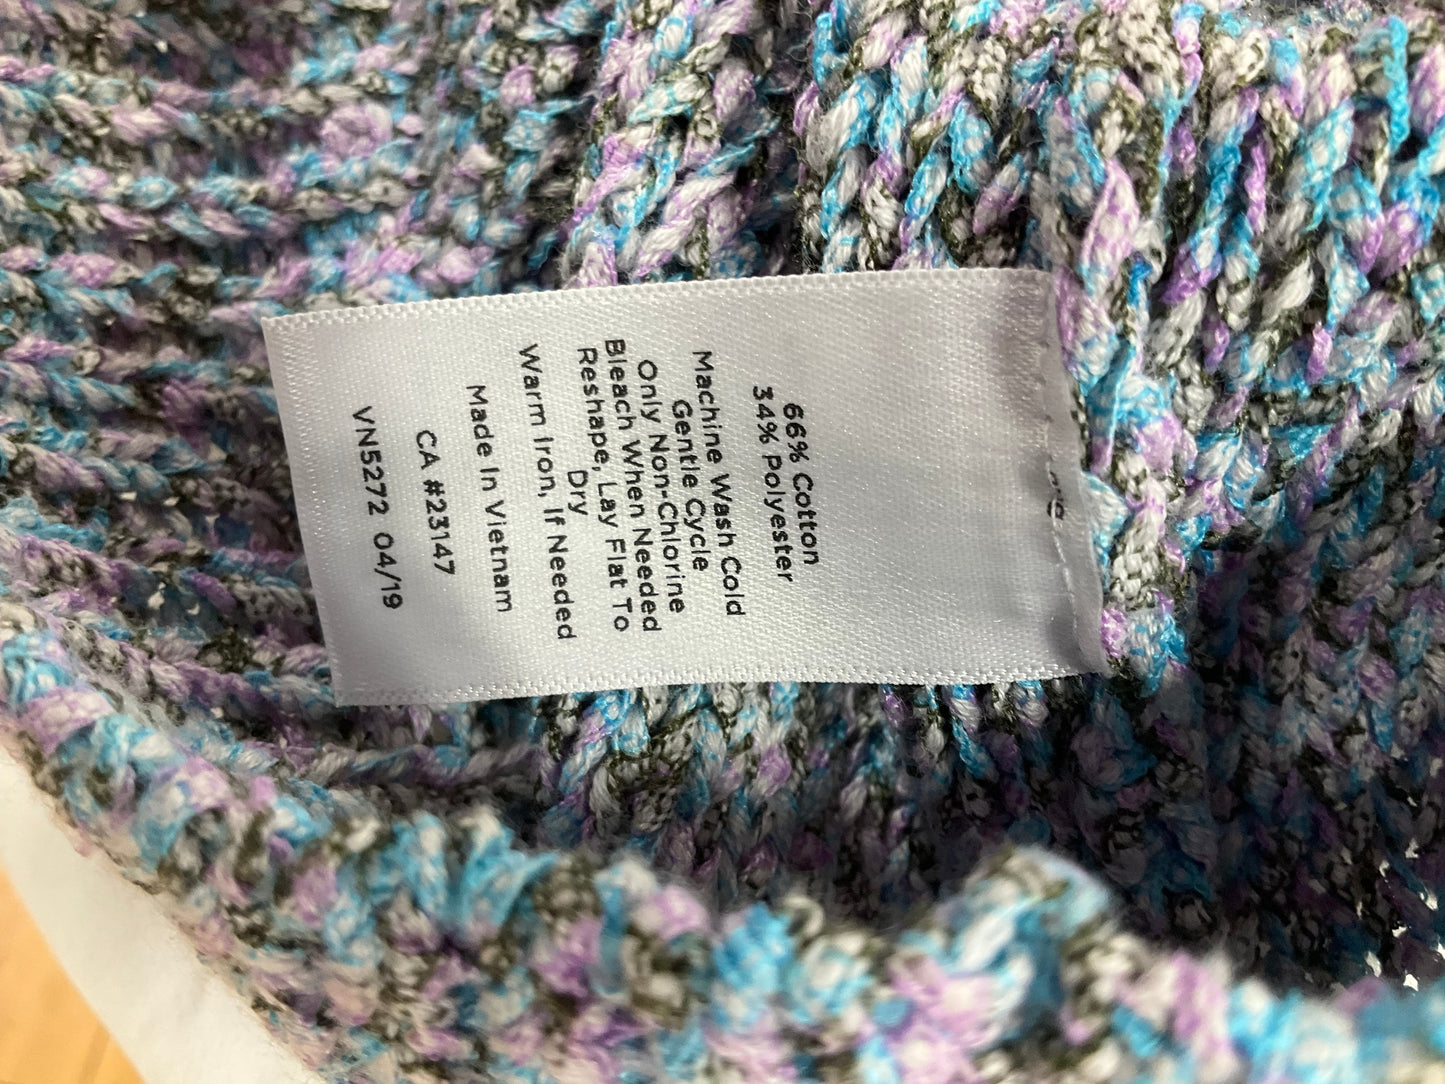 66% Cotton
34% Polyester
Machine Wash Cold
Gentle Cycle
Only Non-Chlorine
Bleach When Needed
Reshape, Lay Flat To
Dry
Warm Iron, If Needed
Made In Vietnam
CA #23147
VN5272 04/19